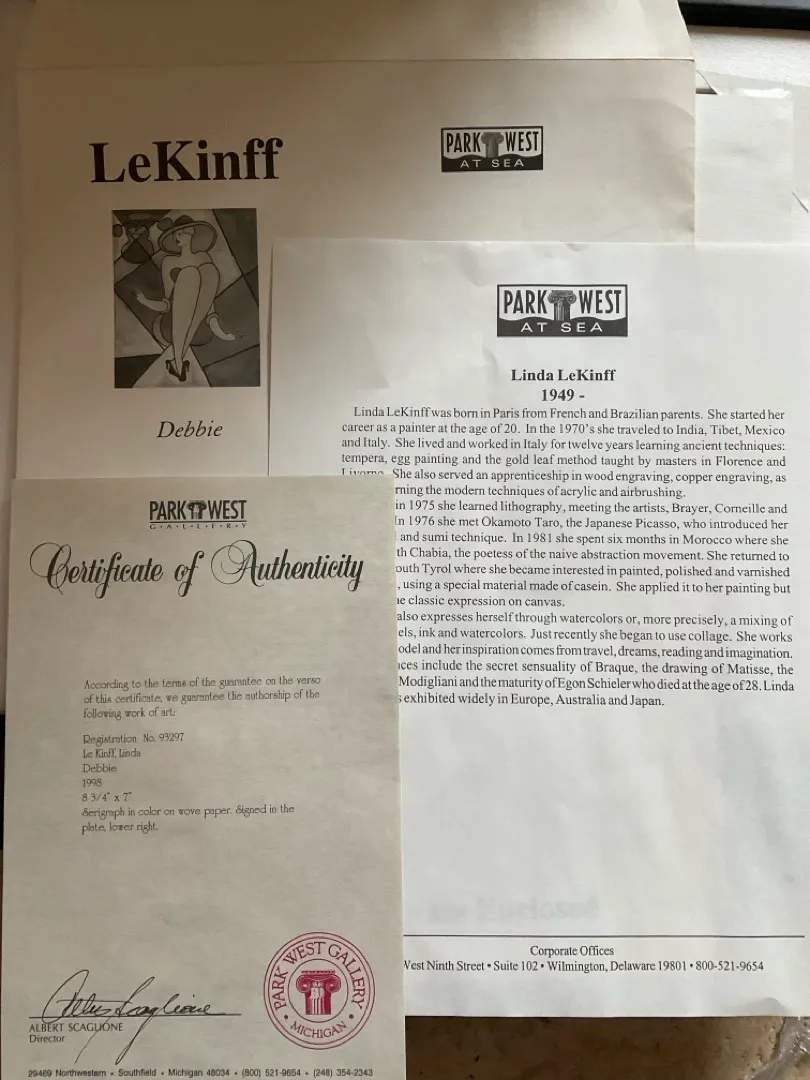 LeKinff
PARK WEST
AT SEA
Debbie
PARK WEST
AT SEA
Linda LeKinff
1949 -
Linda LeKinff was born in Paris from French and Brazilian parents. She started her
career as a painter at the age of 20. In the 1970's she traveled to India, Tibet, Mexico
and Italy. She lived and worked in Italy for twelve years learning ancient techniques:
tempera, egg painting and the gold leaf method taught by masters in Florence and
Livorno. She also served an apprenticeship in wood engraving, copper engraving, as
rning the modern techniques of acrylic and airbrushing.
in 1975 she learned lithography, meeting the artists, Brayer, Corneille and
In 1976 she met Okamoto Taro, the Japanese Picasso, who introduced her
and sumi technique. In 1981 she spent six months in Morocco where she
th Chabia, the poetess of the naive abstraction movement. She returned to
outh Tyrol where she became interested in painted, polished and varnished
, using a special material made of casein. She applied it to her painting but
e classic expression on canvas.
also expresses herself through watercolors or, more precisely, a mixing of
els, ink and watercolors. Just recently she began to use collage. She works
odel and her inspiration comes from travel, dreams, reading and imagination.
ces include the secret sensuality of Braque, the drawing of Matisse, the
Modigliani and the maturity of Egon Schieler who died at the age of 28. Linda
s exhibited widely in Europe, Australia and Japan.
Corporate Offices
West Ninth Street • Suite 102 • Wilmington, Delaware 19801 • 800-521-9654
PARK WEST
G•A•L•L•E•R•Y
Certificate of Authenticity
According to the terms of the guarantee on the verso
of this certificate, we guarantee the authorship of the
following work of art:
Registration No. 93297
Le Kinff, Linda
Debbie
1998
8 3/4" x 7"
Serigraph in color on wove paper. Signed in the
plate, lower right.
Albert Scaglione
ALBERT SCAGLIONE
Director
PARK WEST GALLERY
• MICHIGAN •
29469 Northwestern • Southfield • Michigan 48034 • (800) 521-9654 • (248) 354-2343